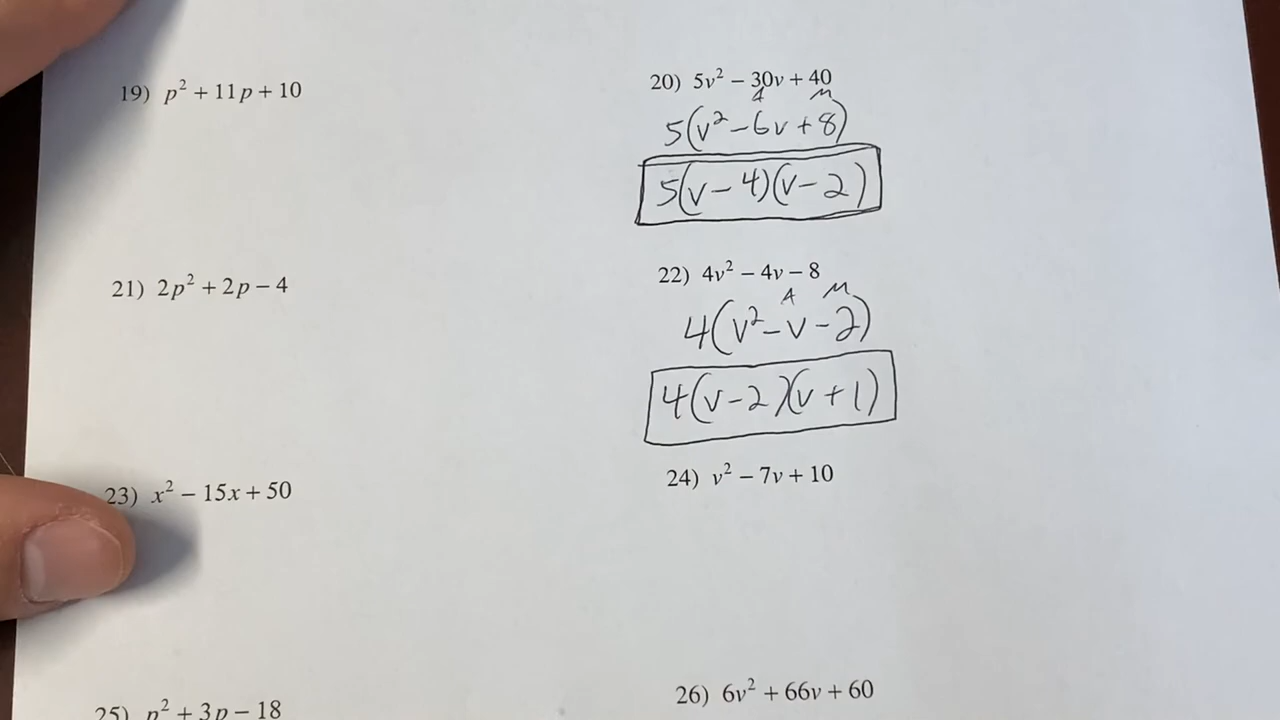 19) p² + 11p + 10
20) 5v² − 30v + 40
A M
5(v² − 6v + 8)
5(v − 4)(v − 2)
21) 2p² + 2p − 4
22) 4v² − 4v − 8
A M
4(v² − v − 2)
4(v − 2)(v + 1)
23) x² − 15x + 50
24) v² − 7v + 10
25) p² + 3p − 18
26) 6v² + 66v + 60